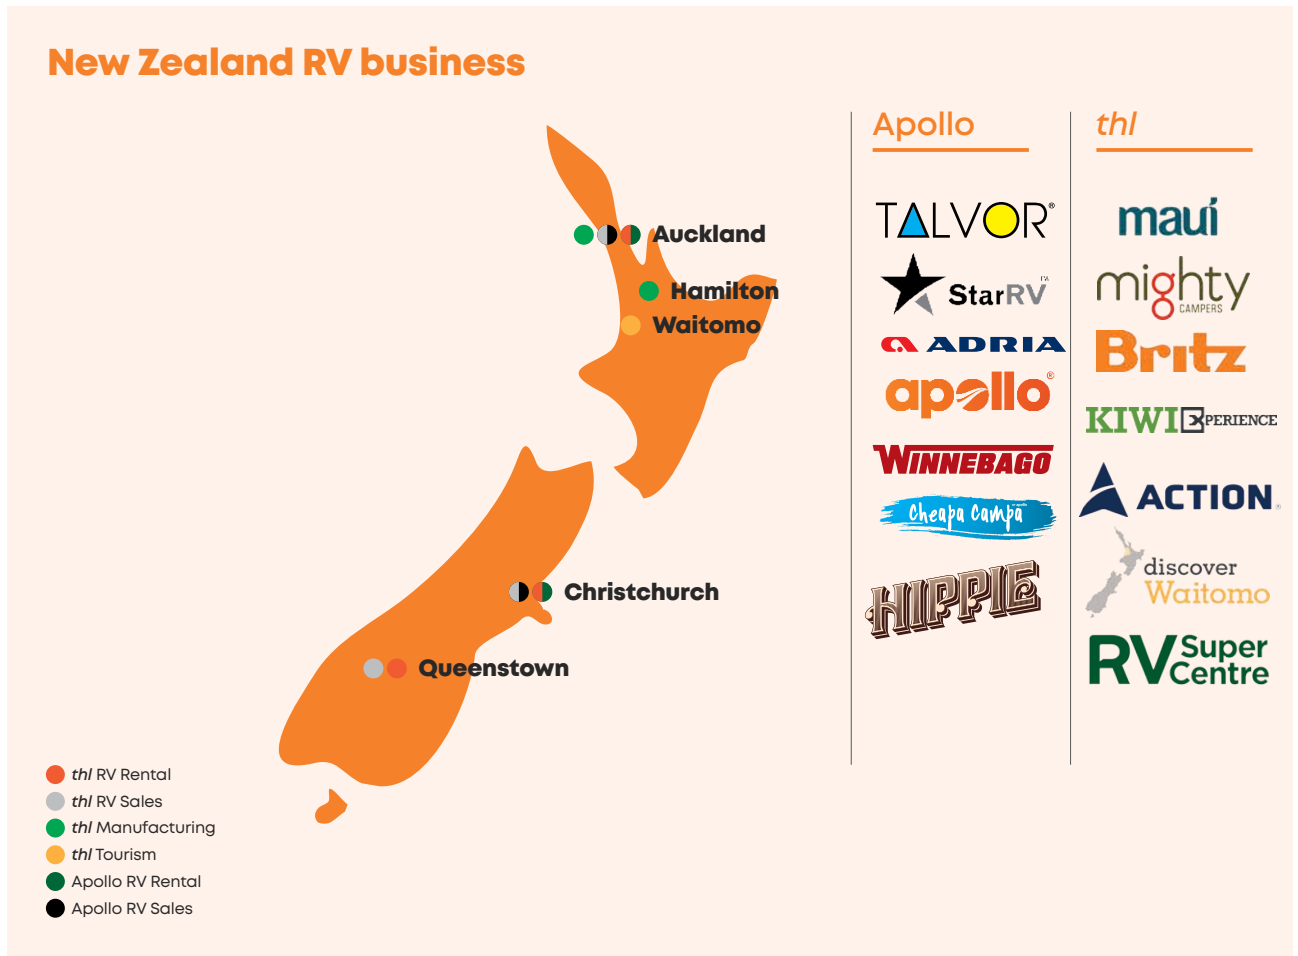 New Zealand RV business
Auckland
Hamilton
Waitomo
Christchurch
Queenstown
thl RV Rental
thl RV Sales
thl Manufacturing
thl Tourism
Apollo RV Rental
Apollo RV Sales
Apollo
TALVOR®
StarRV
ADRIA
apollo®
WINNEBAGO
Cheapa Campa
HIPPIE
thl
mauí
mighty
CAMPERS
Britz
KIWI EXPERIENCE
ACTION®
discover
Waitomo
RV Super
Centre